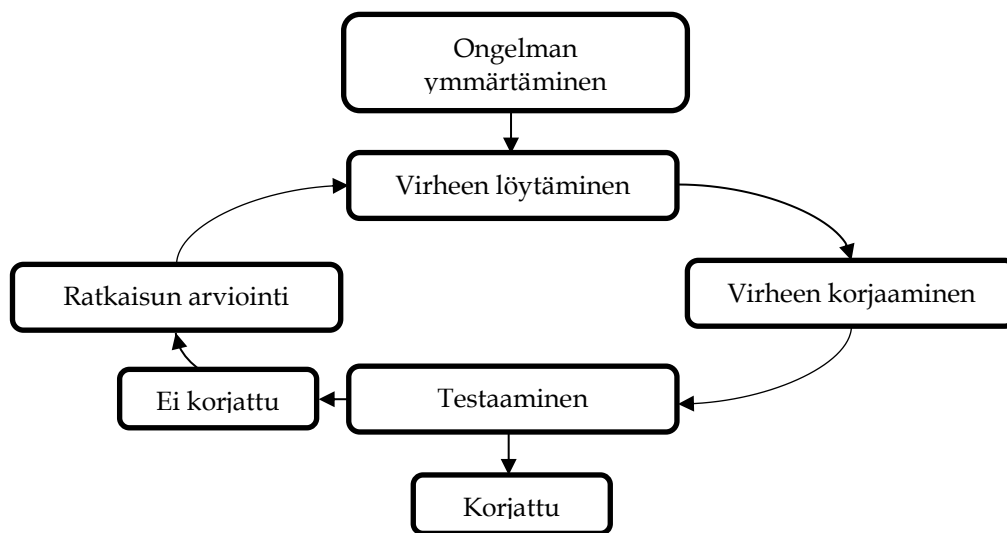 Ongelman
ymmärtäminen
Virheen löytäminen
Ratkaisun arviointi
Virheen korjaaminen
Ei korjattu
Testaaminen
Korjattu